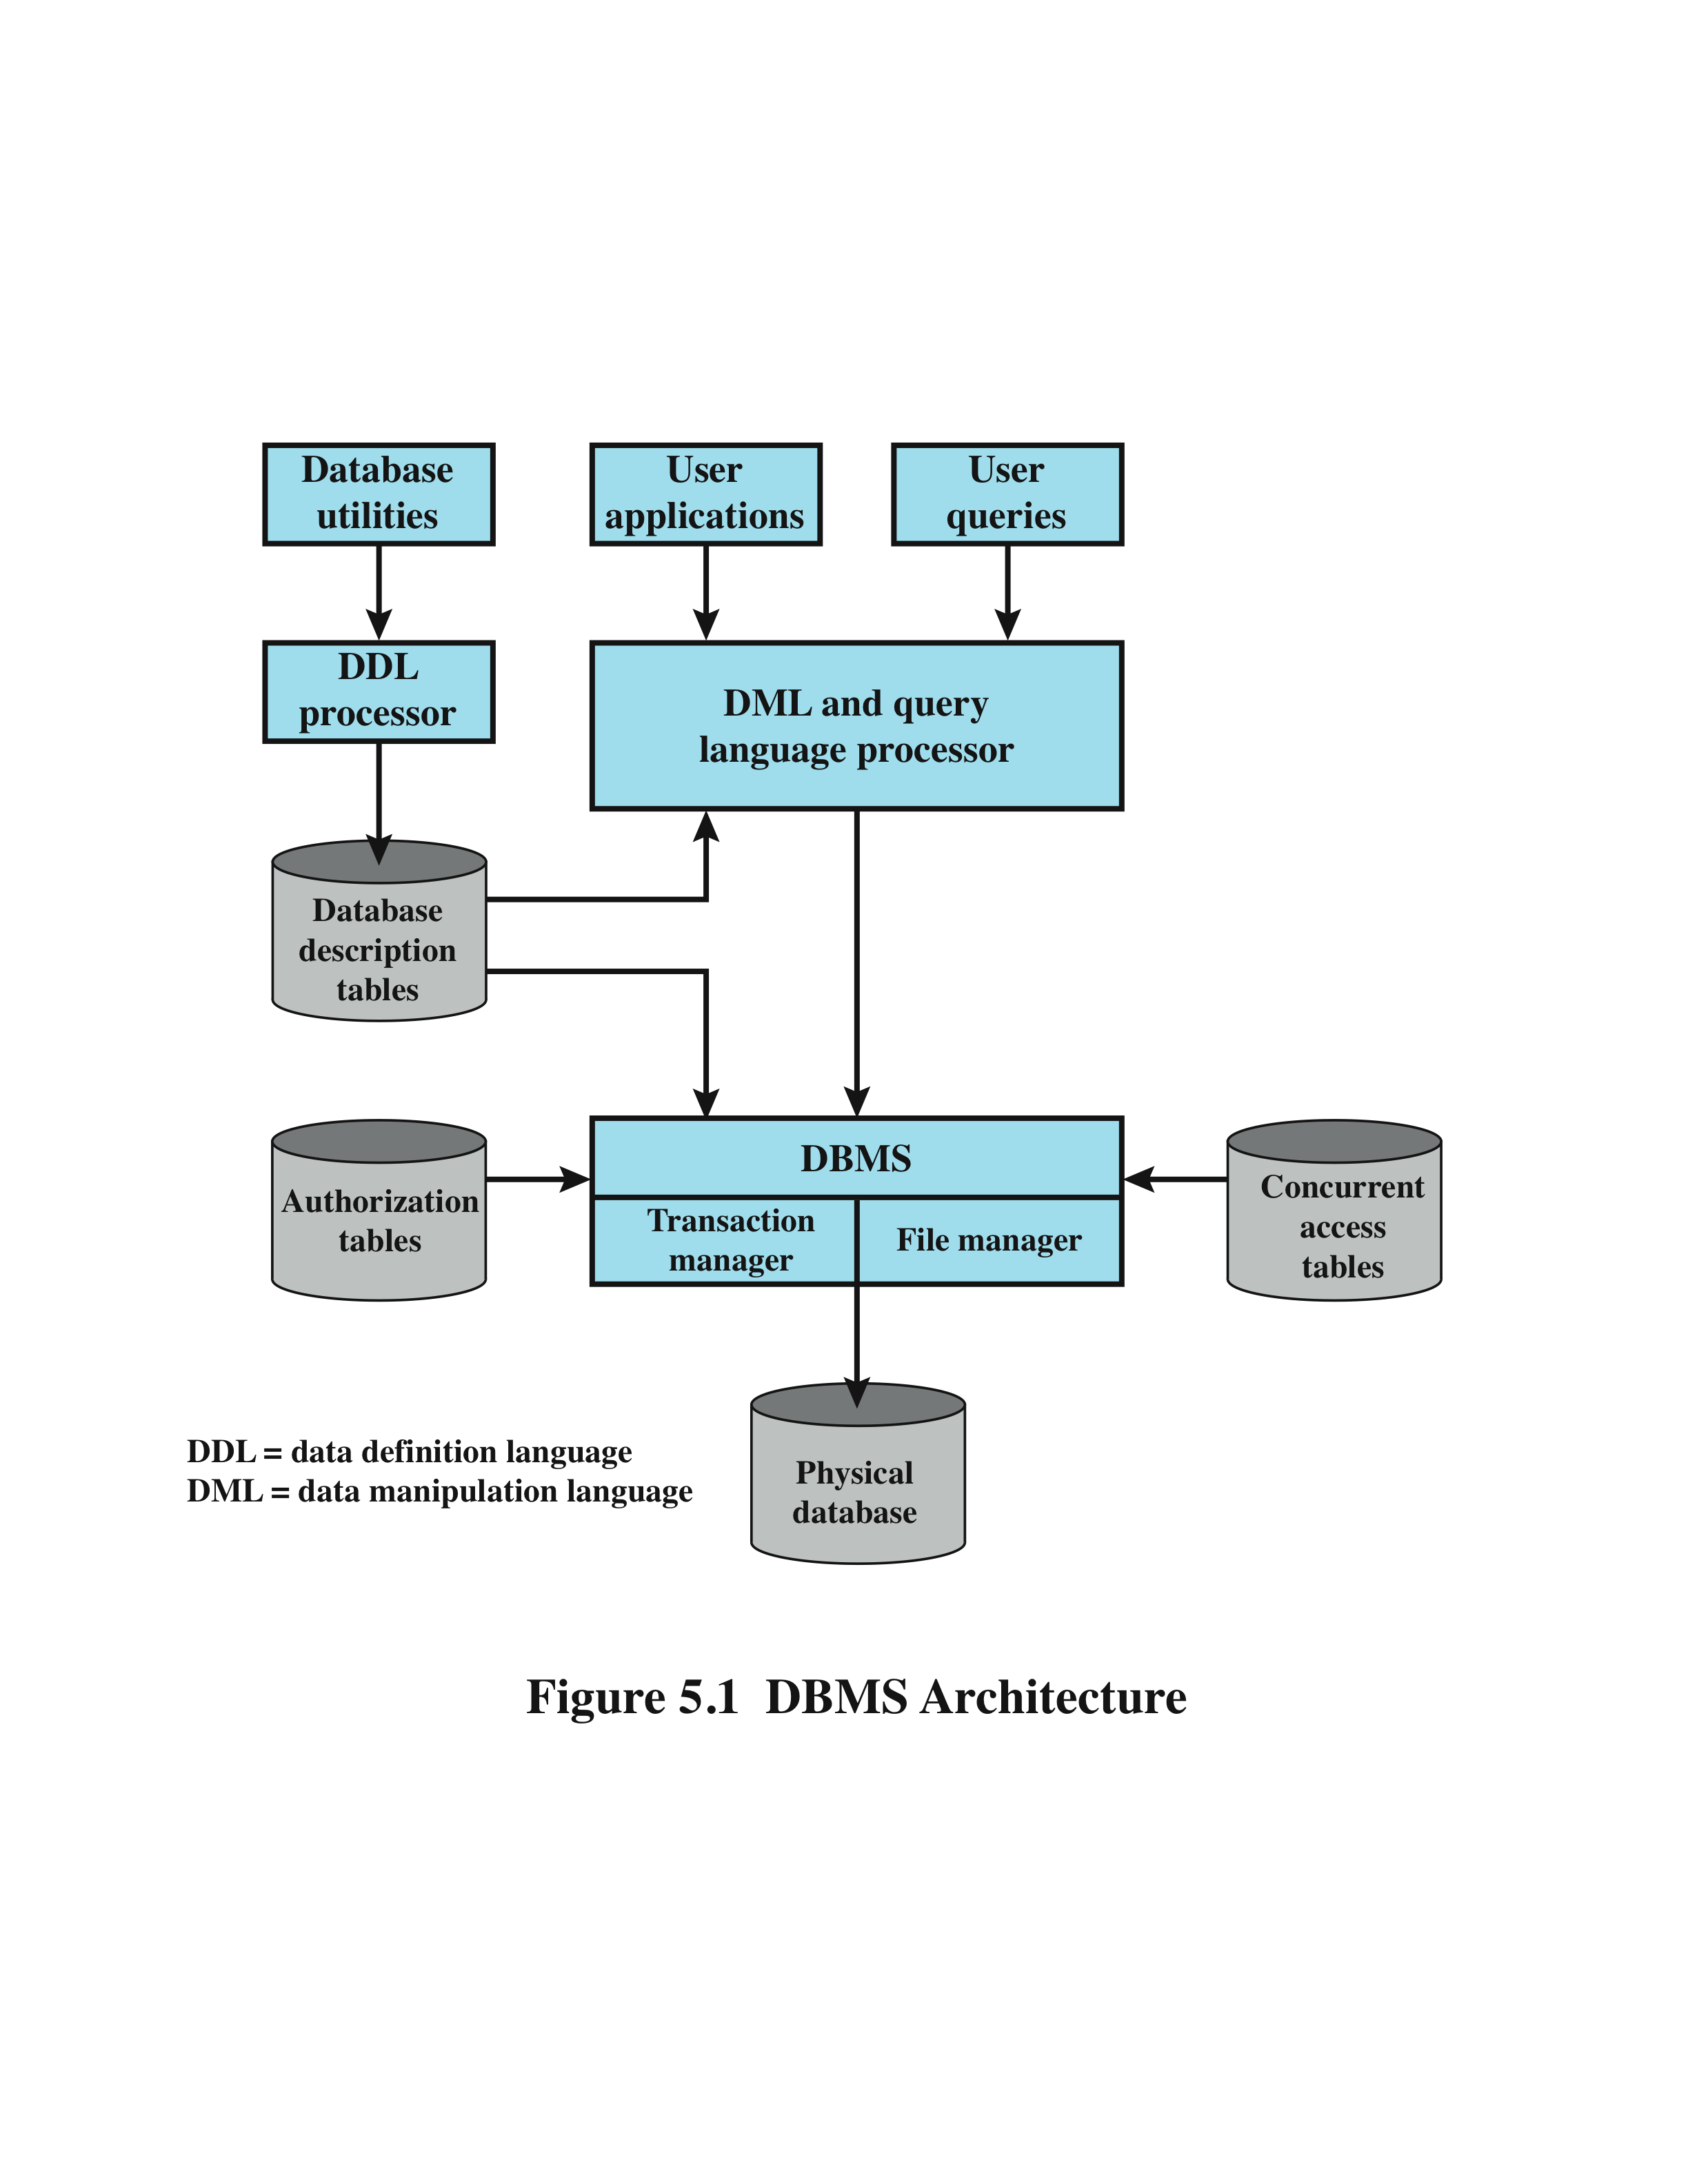 Database
utilities
User
applications
User
queries
DDL
processor
DML and query
language processor
Database
description
tables
Authorization
tables
DBMS
Transaction
manager
File manager
Concurrent
access
tables
DDL = data definition language
DML = data manipulation language
Physical
database
Figure 5.1  DBMS Architecture